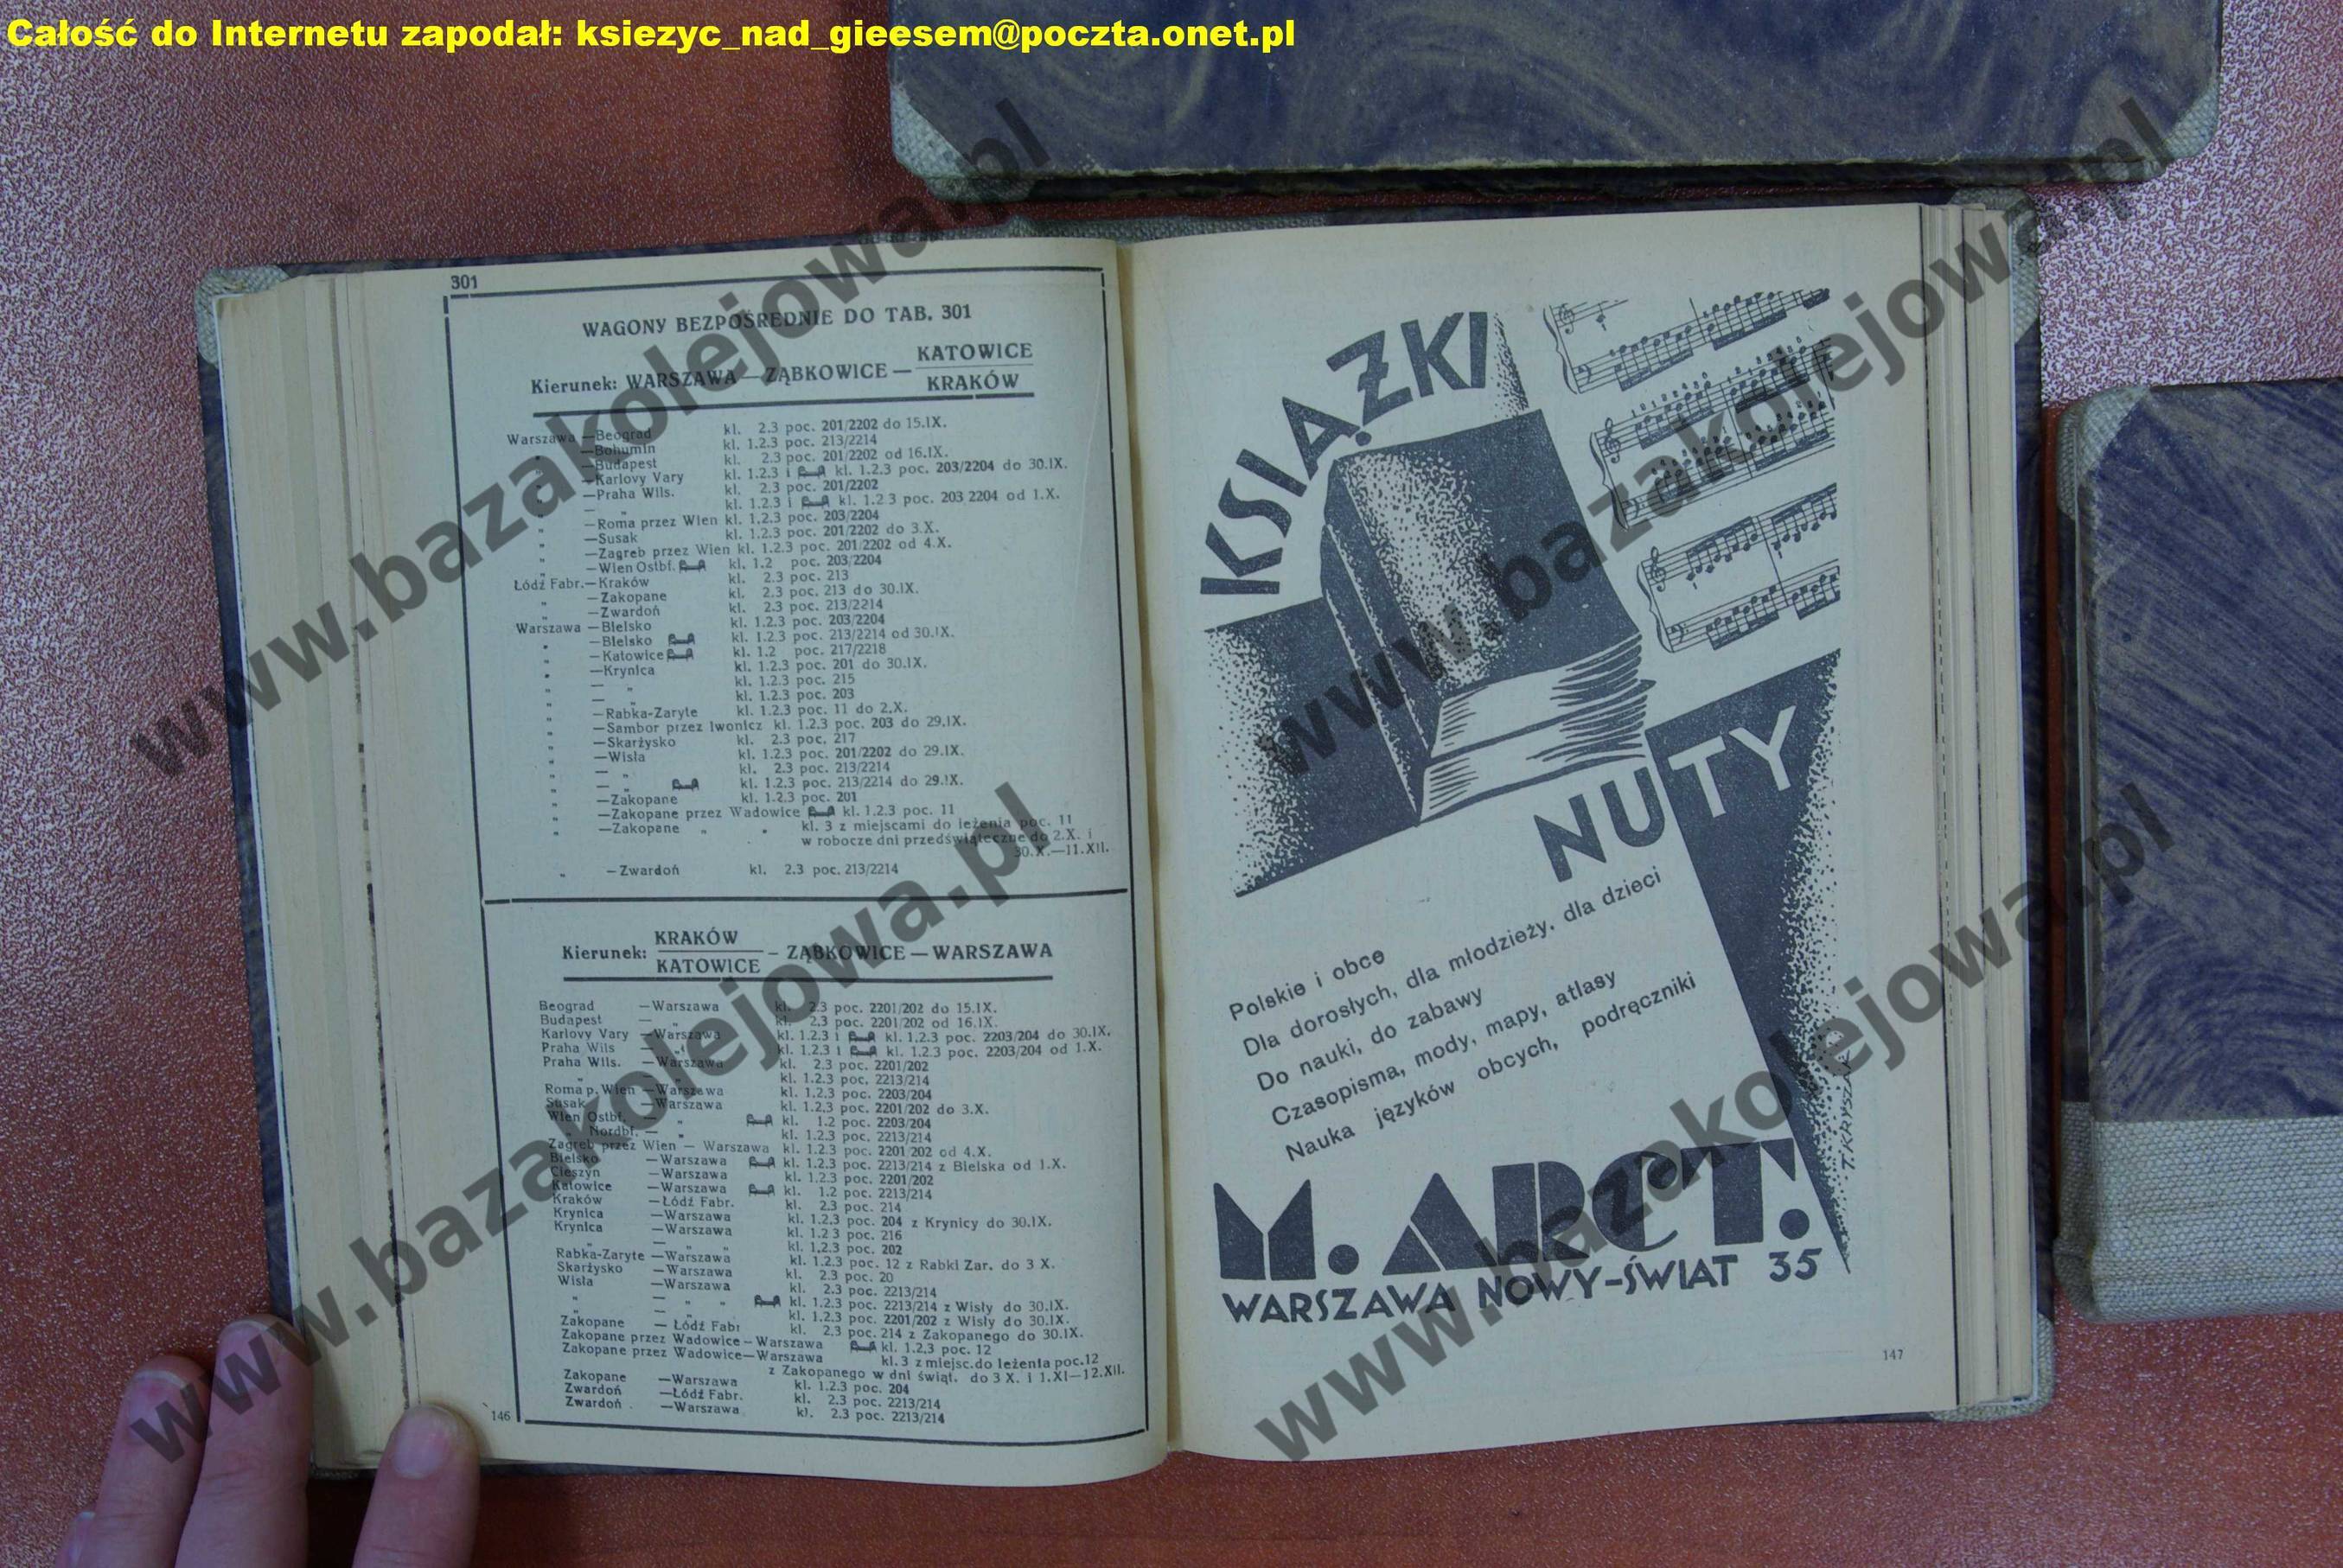 Całość do Internetu zapodał: ksiezyc_nad_gieesem@poczta.onet.pl
301
WAGONY BEZPOŚREDNIE DO TAB. 301
Kierunek: WARSZAWA — ZĄBKOWICE — KATOWICE
KRAKÓW
Warszawa —Beograd kl. 2.3 poc. 201/2202 do 15.IX.
„ —Bohumin kl. 1.2.3 poc. 213/2214
„ —Budapest kl. 2.3 poc. 201/2202 od 16.IX.
„ —Karlovy Vary kl. 1.2.3 i kl. 1.2.3 poc. 203/2204 do 30.IX.
„ —Praha Wils. kl. 2.3 poc. 201/2202
„ — „ kl. 1.2.3 i kl. 1.2.3 poc. 203 2204 od 1.X.
„ —Roma przez Wien kl. 1.2.3 poc. 203/2204
„ —Susak kl. 1.2.3 poc. 201/2202 do 3.X.
„ —Zagreb przez Wien kl. 1.2.3 poc. 201/2202 od 4.X.
„ —Wien Ostbf. kl. 1.2 poc. 203/2204
Łódź Fabr.—Kraków kl. 2.3 poc. 213
„ —Zakopane kl. 2.3 poc. 213 do 30.IX.
„ —Zwardoń kl. 2.3 poc. 213/2214
Warszawa —Bielsko kl. 1.2.3 poc. 203/2204
„ —Bielsko kl. 1.2.3 poc. 213/2214 od 30.IX.
„ —Katowice kl. 1.2 poc. 217/2218
„ —Krynica kl. 1.2.3 poc. 201 do 30.IX.
„ — „ kl. 1.2.3 poc. 215
„ — „ kl. 1.2.3 poc. 203
„ —Rabka-Zaryte kl. 1.2.3 poc. 11 do 2.X.
„ —Sambor przez Iwonicz kl. 1.2.3 poc. 203 do 29.IX.
„ —Skarżysko kl. 2.3 poc. 217
„ —Wisła kl. 1.2.3 poc. 201/2202 do 29.IX.
„ — „ kl. 2.3 poc. 213/2214
„ — „ kl. 1.2.3 poc. 213/2214 do 29.IX.
„ —Zakopane kl. 1.2.3 poc. 201
„ —Zakopane przez Wadowice kl. 1.2.3 poc. 11
„ —Zakopane „ „ kl. 3 z miejscami do leżenia poc. 11
w robocze dni przedświąteczne do 2.X. i
30.X.—11.XII.
„ —Zwardoń kl. 2.3 poc. 213/2214
Kierunek: KRAKÓW
KATOWICE – ZĄBKOWICE — WARSZAWA
Beograd —Warszawa kl. 2.3 poc. 2201/202 do 15.IX.
Budapest — „ kl. 2.3 poc. 2201/202 od 16.IX.
Karlovy Vary —Warszawa kl. 1.2.3 i kl. 1.2.3 poc. 2203/204 do 30.IX.
Praha Wils — „ kl. 1.2.3 i kl. 1.2.3 poc. 2203/204 od 1.X.
Praha Wils. —Warszawa kl. 2.3 poc. 2201/202
„ kl. 1.2.3 poc. 2213/214
Roma p. Wien —Warszawa kl. 1.2.3 poc. 2203/204
Susak —Warszawa kl. 1.2.3 poc. 2201/202 do 3.X.
Wien Ostbf. — „ kl. 1.2 poc. 2203/204
Nordbf. — „ kl. 1.2.3 poc. 2213/214
Zagreb przez Wien — Warszawa kl. 1.2.3 poc. 2201 202 od 4.X.
Bielsko —Warszawa kl. 1.2.3 poc. 2213/214 z Bielska od 1.X.
Cieszyn —Warszawa kl. 1.2.3 poc. 2201/202
Katowice —Warszawa kl. 1.2 poc. 2213/214
Kraków —Łódź Fabr. kl. 2.3 poc. 214
Krynica —Warszawa kl. 1.2.3 poc. 204 z Krynicy do 30.IX.
Krynica —Warszawa kl. 1.2 3 poc. 216
„ — „ „ kl. 1.2.3 poc. 202
Rabka-Zaryte —Warszawa kl. 1.2.3 poc. 12 z Rabki Zar. do 3 X.
Skarżysko —Warszawa kl. 2.3 poc. 20
Wisła —Warszawa kl. 2.3 poc. 2213/214
„ — „ „ kl. 1.2.3 poc. 2213/214 z Wisły do 30.IX.
„ — „ kl. 1.2.3 poc. 2201/202 z Wisły do 30.IX.
Zakopane — Łódź Fabr kl. 2.3 poc. 214 z Zakopanego do 30.IX.
Zakopane przez Wadowice – Warszawa kl. 1.2.3 poc. 12
Zakopane przez Wadowice—Warszawa kl. 3 z miejsc.do leżenia poc.12
z Zakopanego w dni świąt. do 3 X. i 1.XI—12.XII.
Zakopane —Warszawa kl. 1.2.3 poc. 204
Zwardoń —Łódź Fabr. kl. 2.3 poc. 2213/214
Zwardoń —Warszawa kl. 2.3 poc. 2213/214
146
KSIĄŻKI
NUTY
Polskie i obce
Dla dorosłych, dla młodzieży, dla dzieci
Do nauki, do zabawy
Czasopisma, mody, mapy, atlasy
Nauka języków obcych, podręczniki
M. ARCT.
WARSZAWA NOWY-ŚWIAT 35
147
www.bazakolejowa.pl
www.bazakolejowa.pl
www.bazakolejowa.pl
www.bazakolejowa.pl